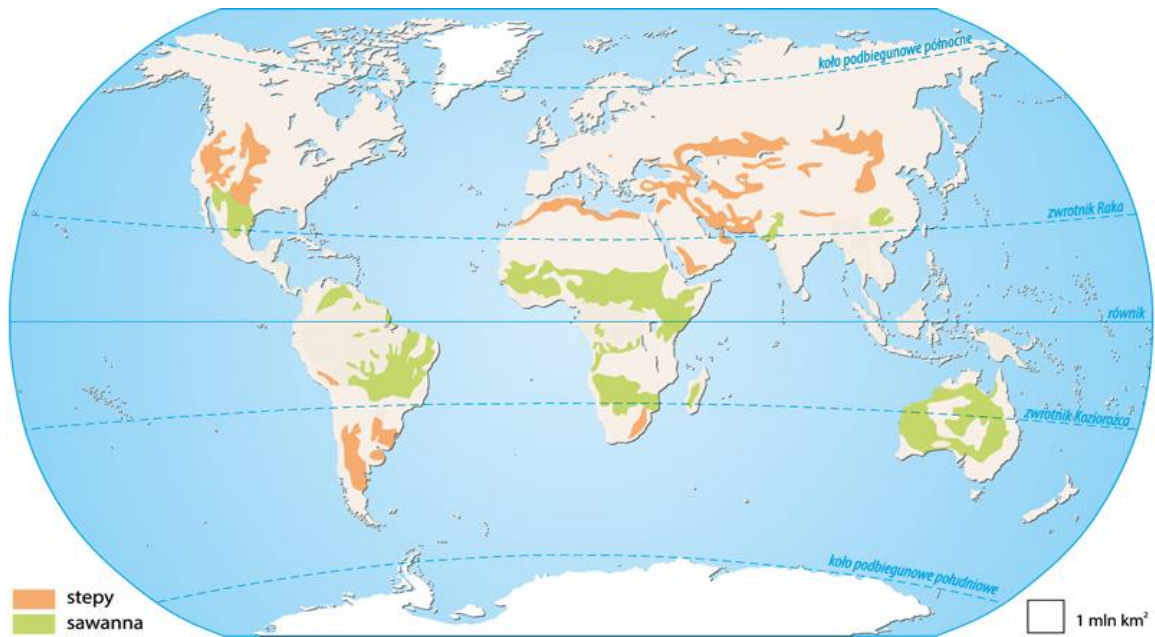 koło podbiegunowe północne
zwrotnik Raka
równik
zwrotnik Koziorożca
koło podbiegunowe południowe
stepy
sawanna
1 mln km²